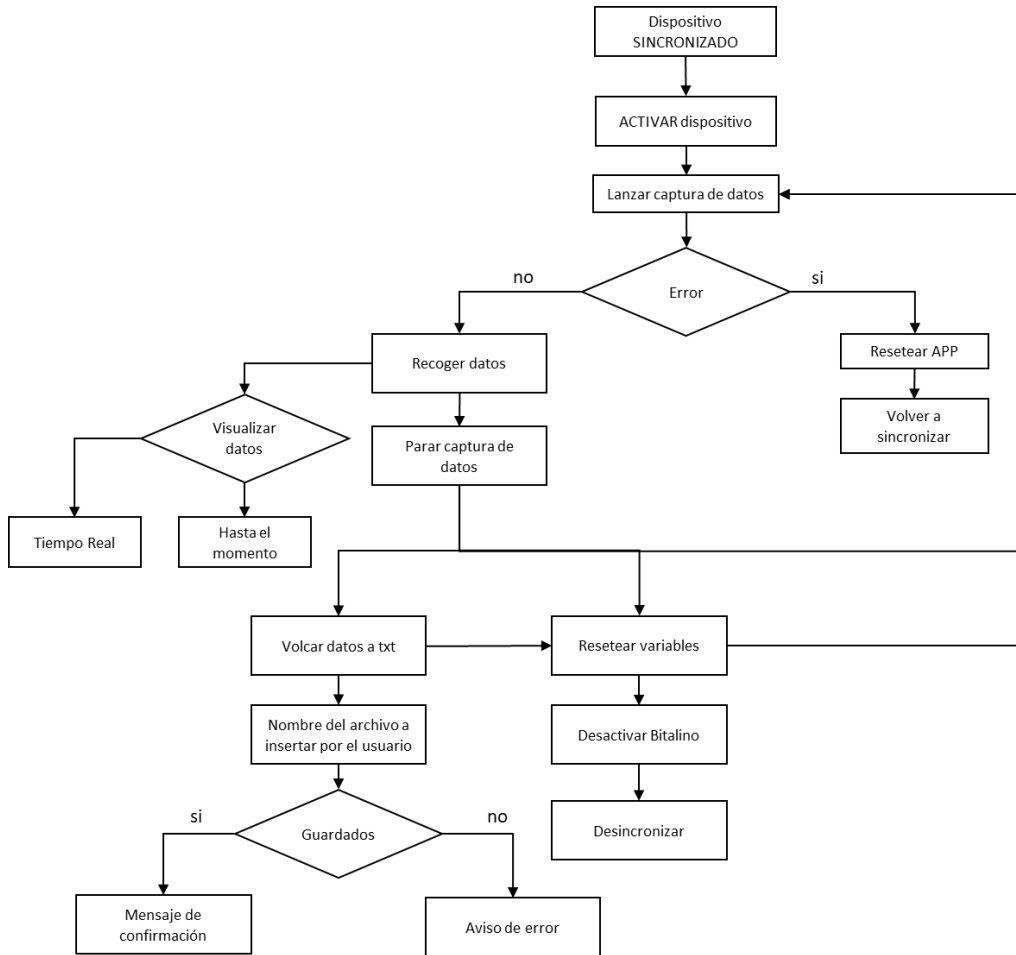 Dispositivo
SINCRONIZADO
ACTIVAR dispositivo
Lanzar captura de datos
no
si
Error
Recoger datos
Resetear APP
Visualizar
datos
Parar captura de
datos
Volver a
sincronizar
Tiempo Real
Hasta el
momento
Volcar datos a txt
Resetear variables
Nombre del archivo a
insertar por el usuario
Desactivar Bitalino
si
no
Guardados
Desincronizar
Mensaje de
confirmación
Aviso de error